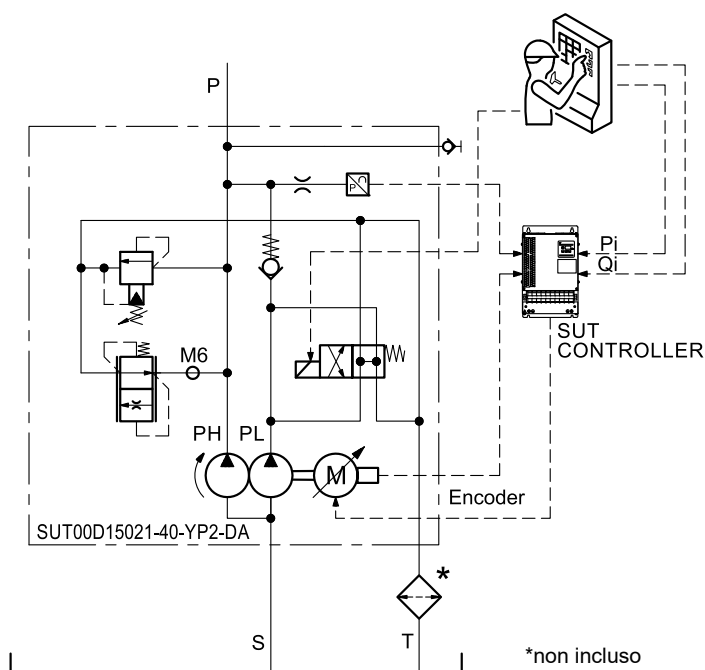 P
Pi
Qi
SUT
CONTROLLER
M6
PH PL
M
Encoder
SUT00D15021-40-YP2-DA
*
S
T
*non incluso